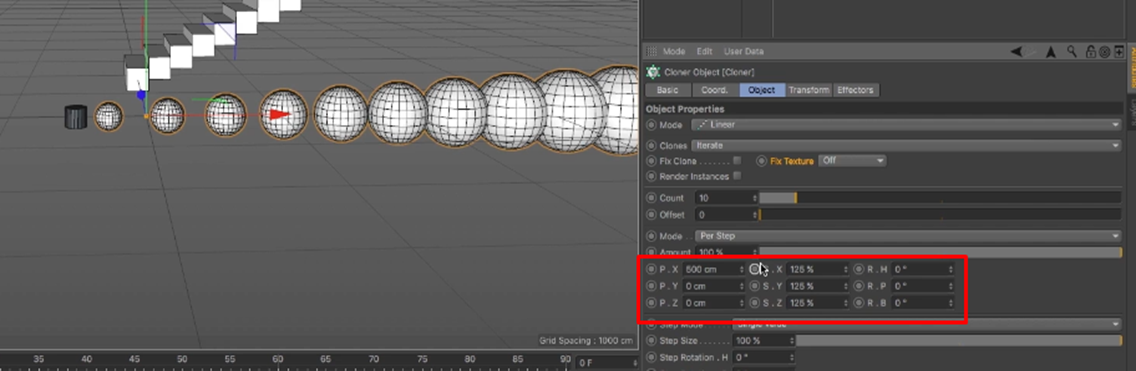 Mode Edit User Data
Cloner Object [Cloner]
Basic Coord. Object Transform Effectors
Object Properties
Mode Linear
Clones Iterate
Fix Clone Fix Texture Off
Render Instances
Count 10
Offset 0
Mode Per Step
Amount 100 %
P . X 500 cm . X 125 % R . H 0 °
P . Y 0 cm S . Y 125 % R . P 0 °
P . Z 0 cm S . Z 125 % R . B 0 °
Step Mode Single Value
Step Size 100 %
Step Rotation . H 0 °
Grid Spacing : 1000 cm
35 40 45 50 55 60 65 70 75 80 85 90 0 F